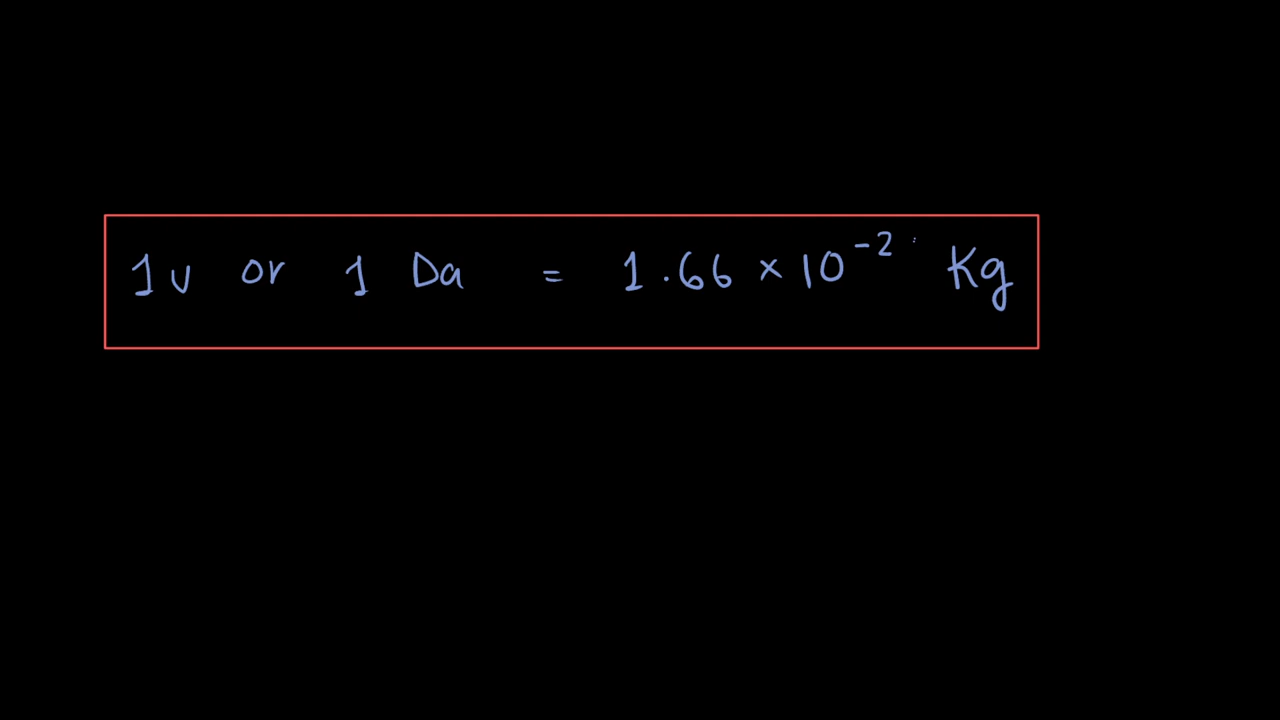 1u or 1 Da = 1.66 × 10⁻² Kg